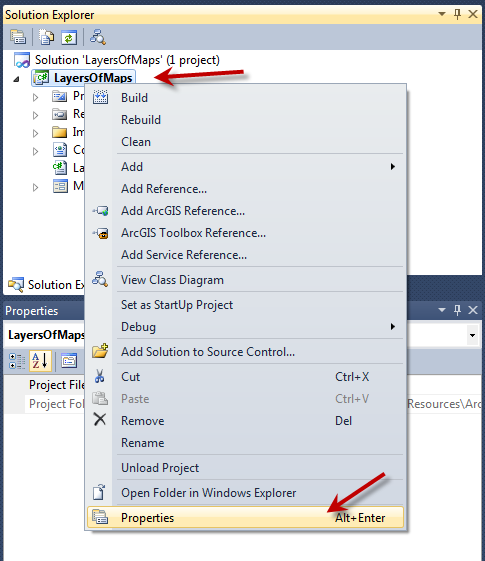 Solution Explorer
Solution 'LayersOfMaps' (1 project)
LayersOfMaps
Build
Rebuild
Clean
Add
Add Reference...
Add ArcGIS Reference...
ArcGIS Toolbox Reference...
Add Service Reference...
View Class Diagram
Set as StartUp Project
Debug
Add Solution to Source Control...
Cut Ctrl+X
Paste Ctrl+V
Remove Del
Rename
Unload Project
Open Folder in Windows Explorer
Properties Alt+Enter
Pr
Re
Im
Co
La
M
Solution Ex
Properties
LayersOfMaps
A
Z
Project File
Project Fol
Resources\Arc